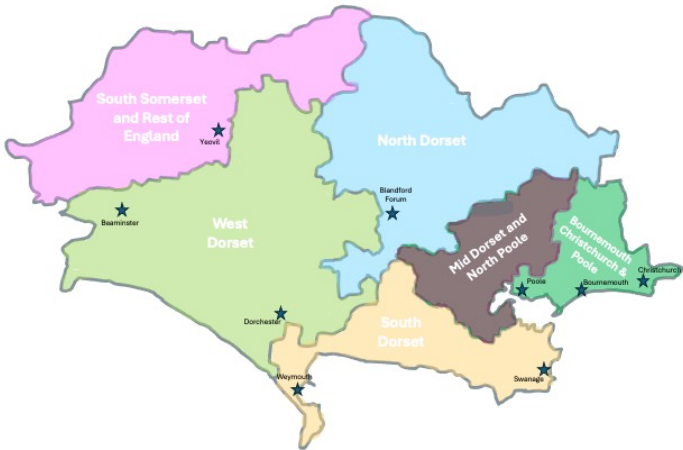 South Somerset
and Rest of
England
Yeovil
North Dorset
Blandford
Forum
Beaminster
West
Dorset
Mid Dorset and
North Poole
Bournemouth
Christchurch &
Poole
Christchurch
Poole
Bournemouth
Dorchester
South
Dorset
Swanage
Weymouth